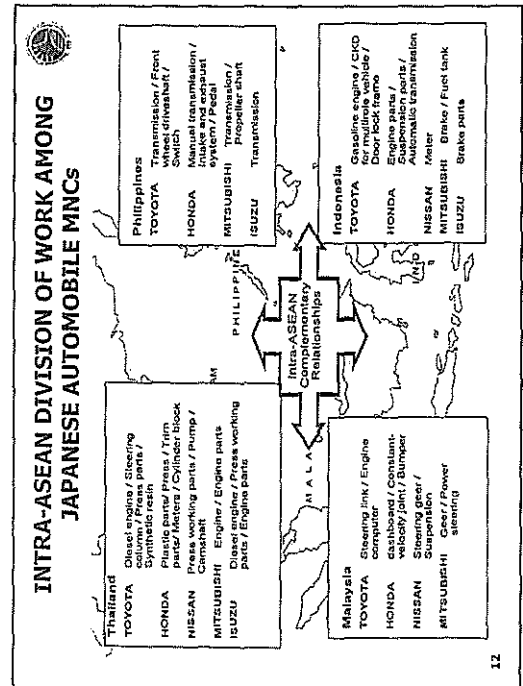 INTRA-ASEAN DIVISION OF WORK AMONG
JAPANESE AUTOMOBILE MNCs
Thailand
TOYOTA Diesel engine / Steering
column / Press parts /
Synthetic resin
HONDA Plastic parts / Press / Trim
parts / Meters / Cylinder block
NISSAN Press working parts / Pump /
Camshaft
MITSUBISHI Engine / Engine parts
ISUZU Diesel engine / Press working
parts / Engine parts
Philippines
TOYOTA Transmission / Front
wheel driveshaft /
Switch
HONDA Manual transmission /
Intake and exhaust
system / Pedal
MITSUBISHI Transmission /
Propeller shaft
ISUZU Transmission
AM
PHILIPPINE
Intra-ASEAN
Complementary
Relationships
MALA
IND
Malaysia
TOYOTA Steering link / Engine
computer
HONDA dashboard / Constant-
velocity joint / Bumper
NISSAN Steering gear /
Suspension
MITSUBISHI Geer / Power
steering
Indonesia
TOYOTA Gasoline engine / CKD
for multirole vehicle /
Door lock frame
HONDA Engine parts /
Suspension parts /
Automatic transmission
NISSAN Meter
MITSUBISHI Brake / Fuel tank
ISUZU Brake parts
12